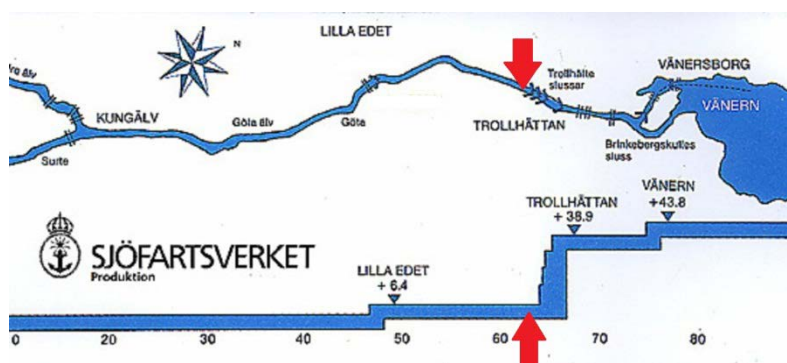 LILLA EDET
N
VÄNERSBORG
Trollhätte
slussar
VÄNERN
KUNGÄLV
Göta älv
Göta
TROLLHÄTTAN
Brinkebergskulles
sluss
Surte
älv
TROLLHÄTTAN
+ 38.9
VÄNERN
+43.8
SJÖFARTSVERKET
Produktion
LILLA EDET
+ 6.4
0 20 30 40 50 60 70 80